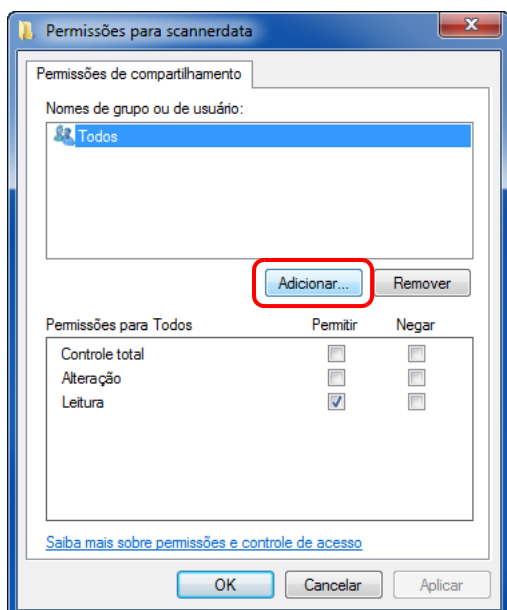 Permissões para scannerdata
Permissões de compartilhamento
Nomes de grupo ou de usuário:
Todos
Adicionar... Remover
Permissões para Todos Permitir Negar
Controle total
Alteração
Leitura
Saiba mais sobre permissões e controle de acesso
OK Cancelar Aplicar